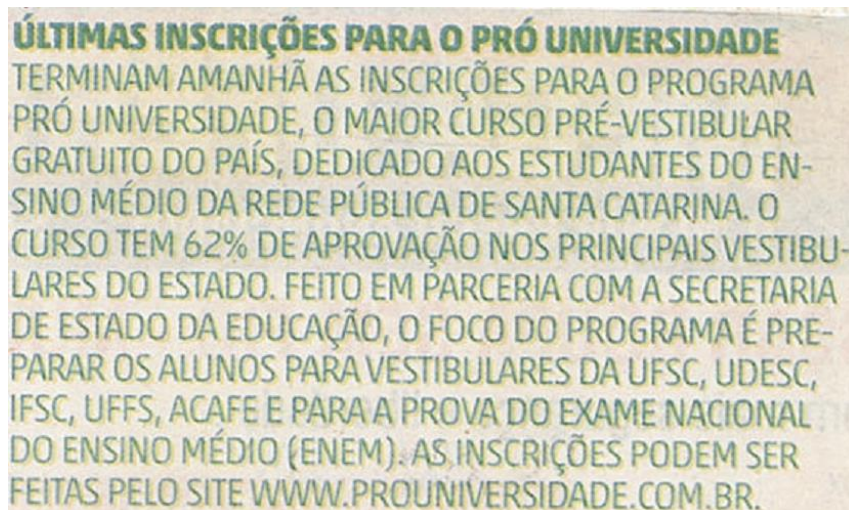 ÚLTIMAS INSCRIÇÕES PARA O PRÓ UNIVERSIDADE
TERMINAM AMANHÃ AS INSCRIÇÕES PARA O PROGRAMA
PRÓ UNIVERSIDADE, O MAIOR CURSO PRÉ-VESTIBULAR
GRATUITO DO PAÍS, DEDICADO AOS ESTUDANTES DO EN-
SINO MÉDIO DA REDE PÚBLICA DE SANTA CATARINA. O
CURSO TEM 62% DE APROVAÇÃO NOS PRINCIPAIS VESTIBU-
LARES DO ESTADO. FEITO EM PARCERIA COM A SECRETARIA
DE ESTADO DA EDUCAÇÃO, O FOCO DO PROGRAMA É PRE-
PARAR OS ALUNOS PARA VESTIBULARES DA UFSC, UDESC,
IFSC, UFFS, ACAFE E PARA A PROVA DO EXAME NACIONAL
DO ENSINO MÉDIO (ENEM). AS INSCRIÇÕES PODEM SER
FEITAS PELO SITE WWW.PROUNIVERSIDADE.COM.BR.